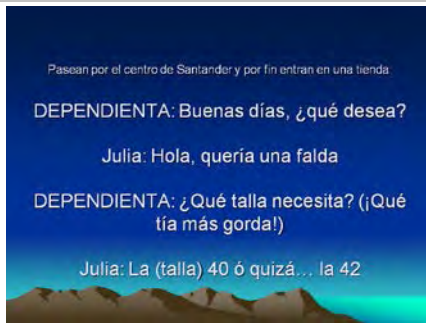 Pasean por el centro de Santander y por fin entran en una tienda:
DEPENDIENTA: Buenas días, ¿qué desea?
Julia: Hola, quería una falda
DEPENDIENTA: ¿Qué talla necesita? (¡Qué
tía más gorda!)
Julia: La (talla) 40 ó quizá... la 42